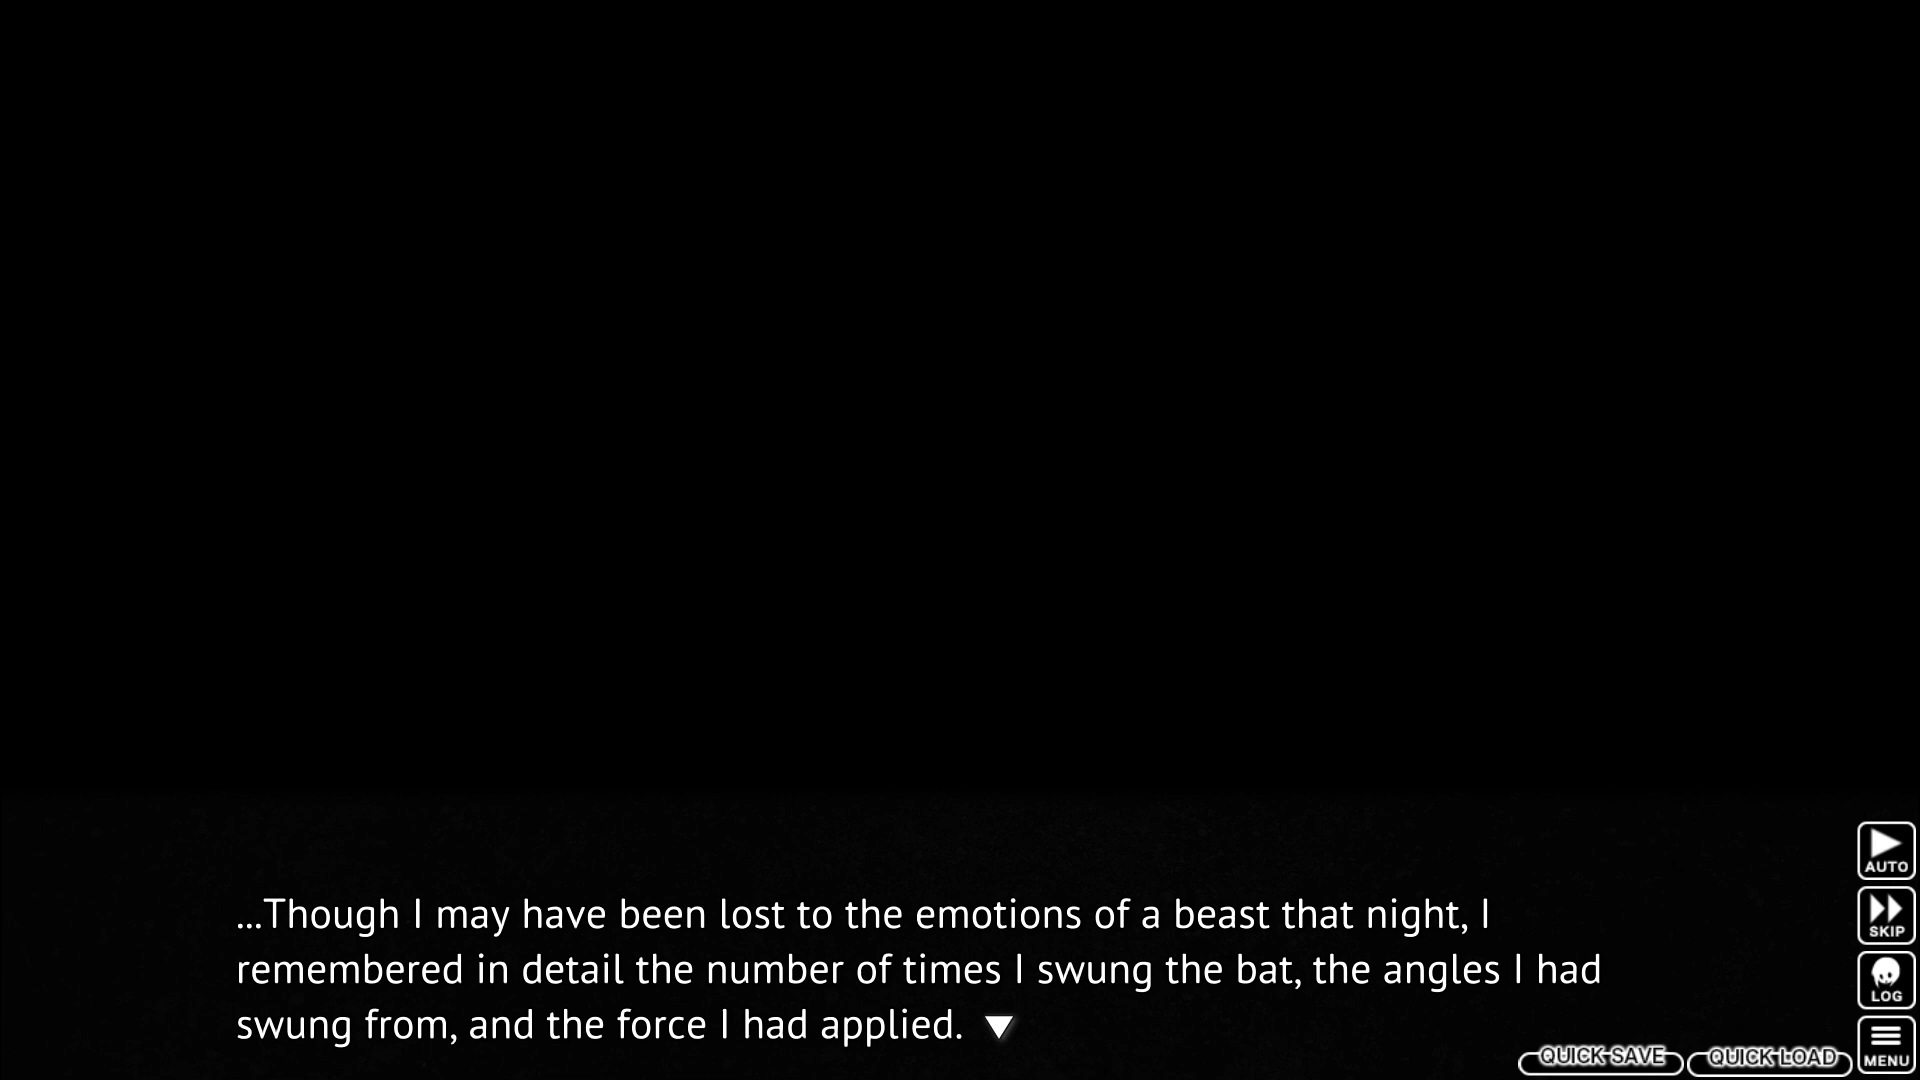 ...Though I may have been lost to the emotions of a beast that night, I
remembered in detail the number of times I swung the bat, the angles I had
swung from, and the force I had applied.
AUTO
SKIP
LOG
MENU
QUICK SAVE
QUICK LOAD